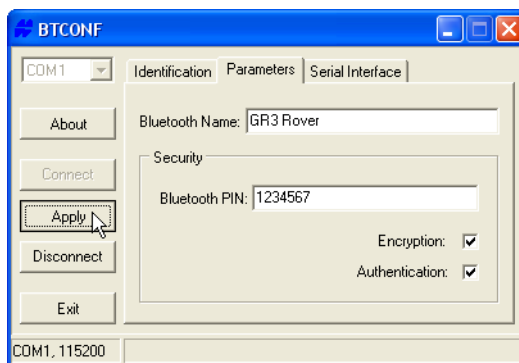 BTCONF
COM1
Identification Parameters Serial Interface
About
Bluetooth Name: GR3 Rover
Security
Connect
Bluetooth PIN: 1234567
Apply
Encryption:
Disconnect
Authentication:
Exit
COM1, 115200